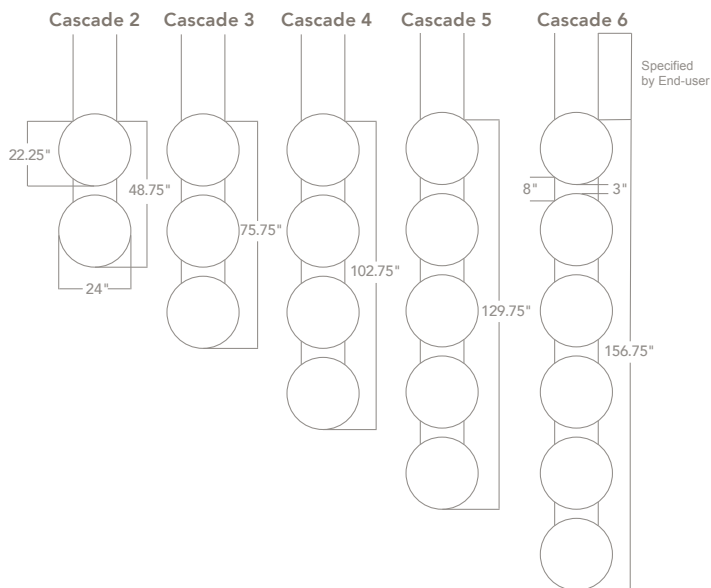 Cascade 2
Cascade 3
Cascade 4
Cascade 5
Cascade 6
Specified
by End-user
22.25"
48.75"
24"
75.75"
102.75"
129.75"
8"
3"
156.75"